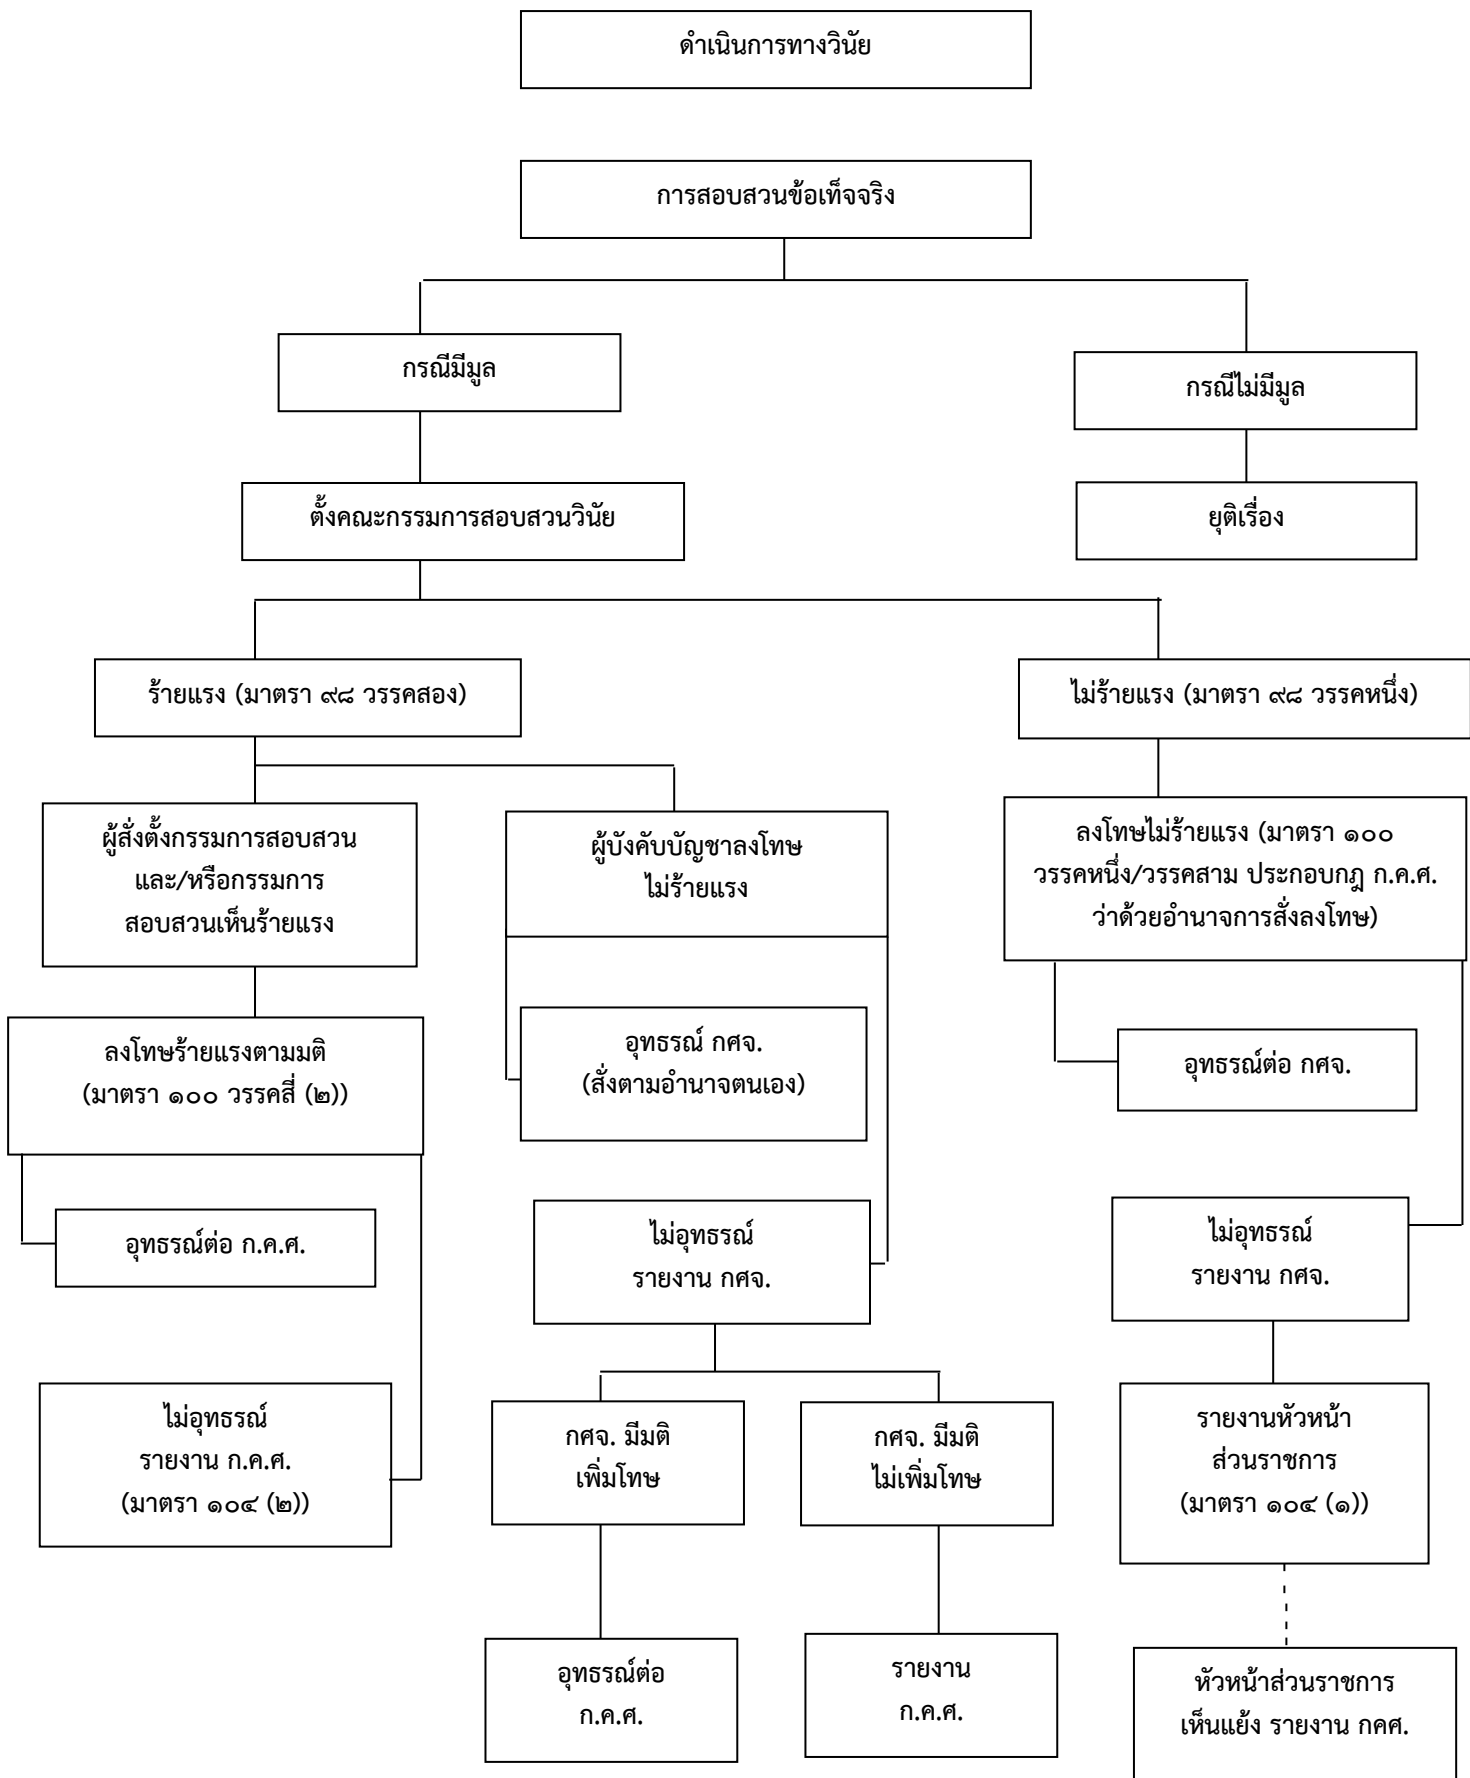 ดำเนินการทางวินัย
การสอบสวนข้อเท็จจริง
กรณีมีมูล
กรณีไม่มีมูล
ตั้งคณะกรรมการสอบสวนวินัย
ยุติเรื่อง
ร้ายแรง (มาตรา ๙๘ วรรคสอง)
ไม่ร้ายแรง (มาตรา ๙๘ วรรคหนึ่ง)
ผู้สั่งตั้งกรรมการสอบสวน
และ/หรือกรรมการ
สอบสวนเห็นร้ายแรง
ผู้บังคับบัญชาลงโทษ
ไม่ร้ายแรง
ลงโทษไม่ร้ายแรง (มาตรา ๑๐๐
วรรคหนึ่ง/วรรคสาม ประกอบกฎ ก.ค.ศ.
ว่าด้วยอำนาจการสั่งลงโทษ)
ลงโทษร้ายแรงตามมติ
(มาตรา ๑๐๐ วรรคสี่ (๒))
อุทธรณ์ กศจ.
(สั่งตามอำนาจตนเอง)
อุทธรณ์ต่อ กศจ.
อุทธรณ์ต่อ ก.ค.ศ.
ไม่อุทธรณ์
รายงาน กศจ.
ไม่อุทธรณ์
รายงาน กศจ.
ไม่อุทธรณ์
รายงาน ก.ค.ศ.
(มาตรา ๑๐๔ (๒))
กศจ. มีมติ
เพิ่มโทษ
กศจ. มีมติ
ไม่เพิ่มโทษ
รายงานหัวหน้า
ส่วนราชการ
(มาตรา ๑๐๔ (๑))
อุทธรณ์ต่อ
ก.ค.ศ.
รายงาน
ก.ค.ศ.
หัวหน้าส่วนราชการ
เห็นแย้ง รายงาน กคศ.